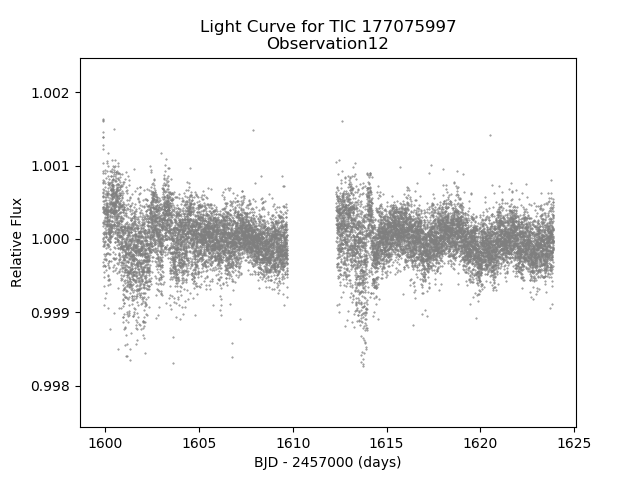 Light Curve for TIC 177075997
Observation12
1.002
1.001
1.000
0.999
0.998
Relative Flux
1600
1605
1610
1615
1620
1625
BJD - 2457000 (days)